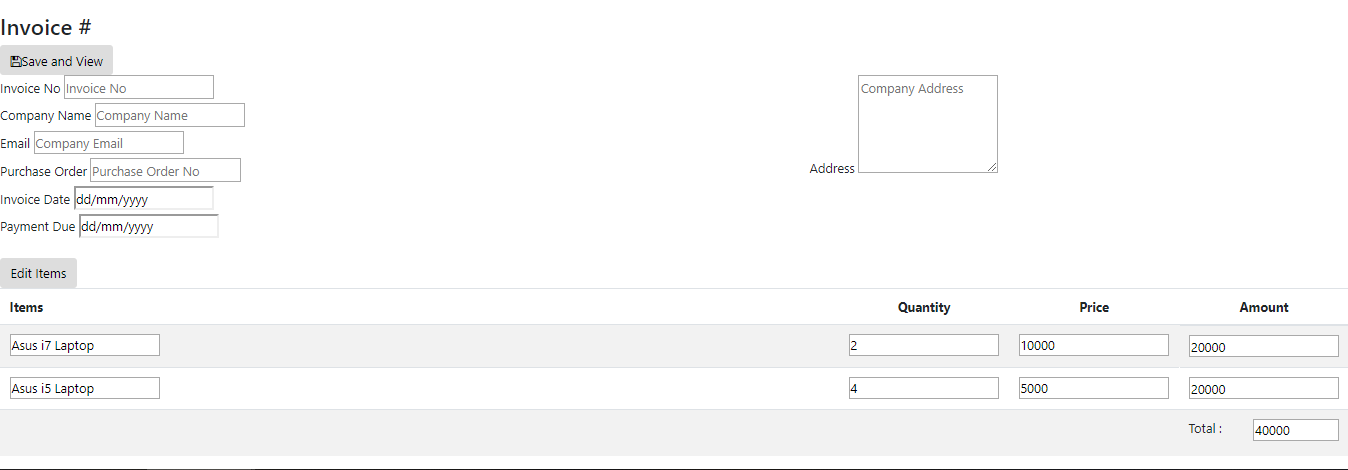 Invoice #
Save and View
Invoice No Invoice No
Company Name Company Name
Email Company Email
Purchase Order Purchase Order No
Invoice Date dd/mm/yyyy
Payment Due dd/mm/yyyy
Address Company Address
Edit Items
Items Quantity Price Amount
Asus i7 Laptop 2 10000 20000
Asus i5 Laptop 4 5000 20000
Total : 40000